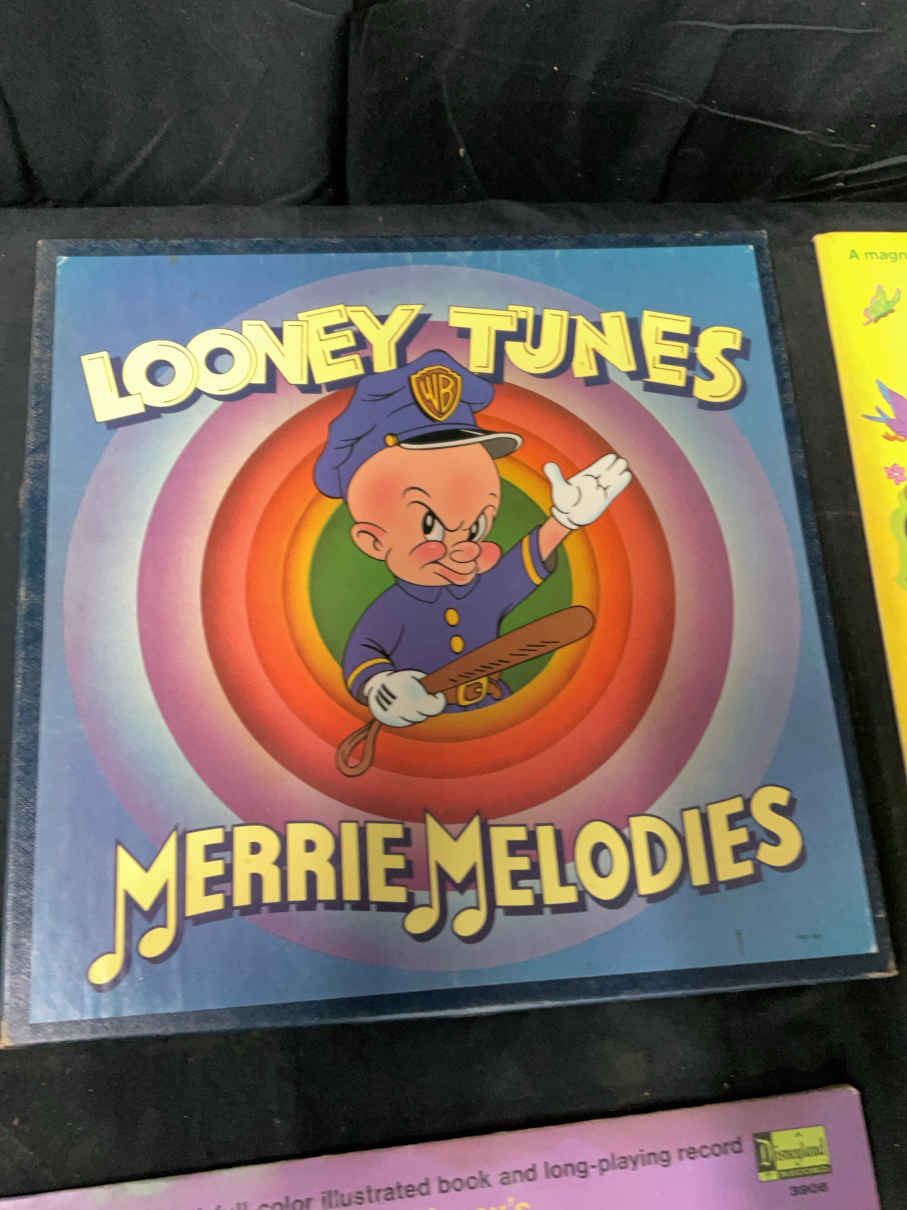 A magn
LOONEY TUNES
WB
MERRIE MELODIES
full color illustrated book and long-playing record
Disneyland
3906